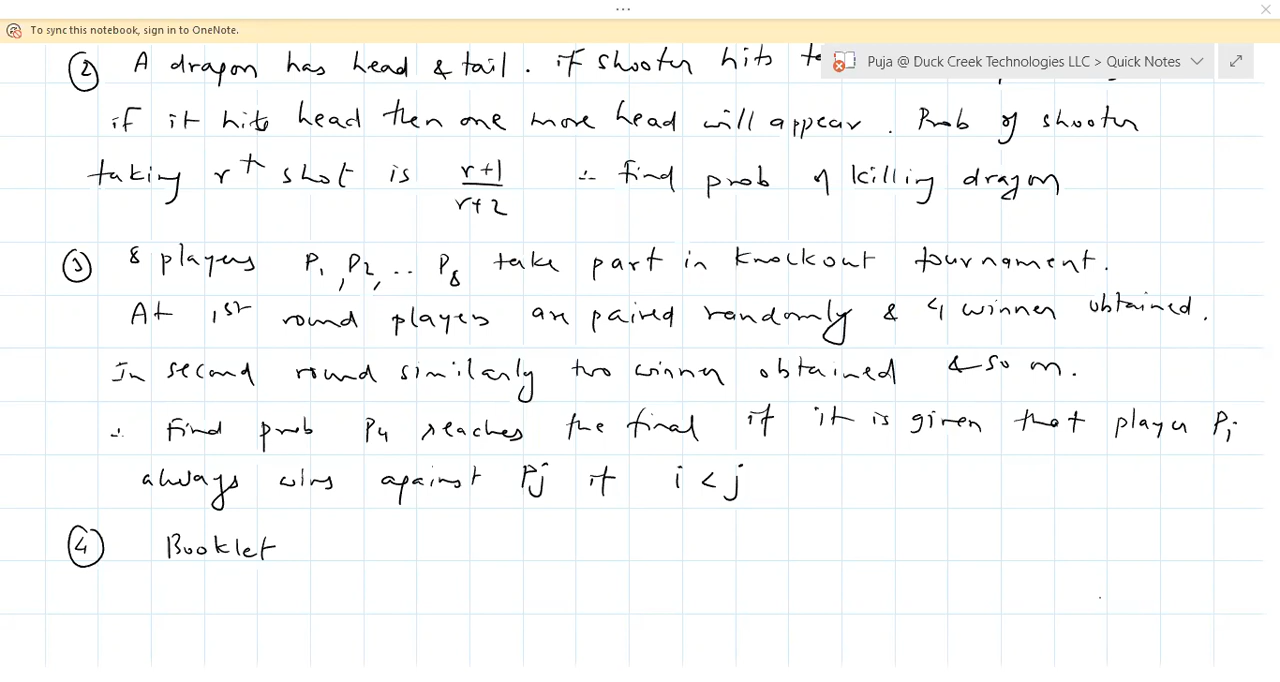 To sync this notebook, sign in to OneNote.
Puja @ Duck Creek Technologies LLC > Quick Notes
② A dragon has head & tail. if shooter hits
if it hits head then one more head will appear. Prob of shooter
taking rth shot is r+1/r+2 ∴ find prob of killing dragon
③ 8 players P1, P2, .. P8 take part in knockout tournament.
At 1st round players are paired randomly & 4 winner obtained.
In second round similarly two winner obtained & so on.
∴ Find prob P4 reaches the final if it is given that player Pi
always wins against Pj if i < j
④ Booklet